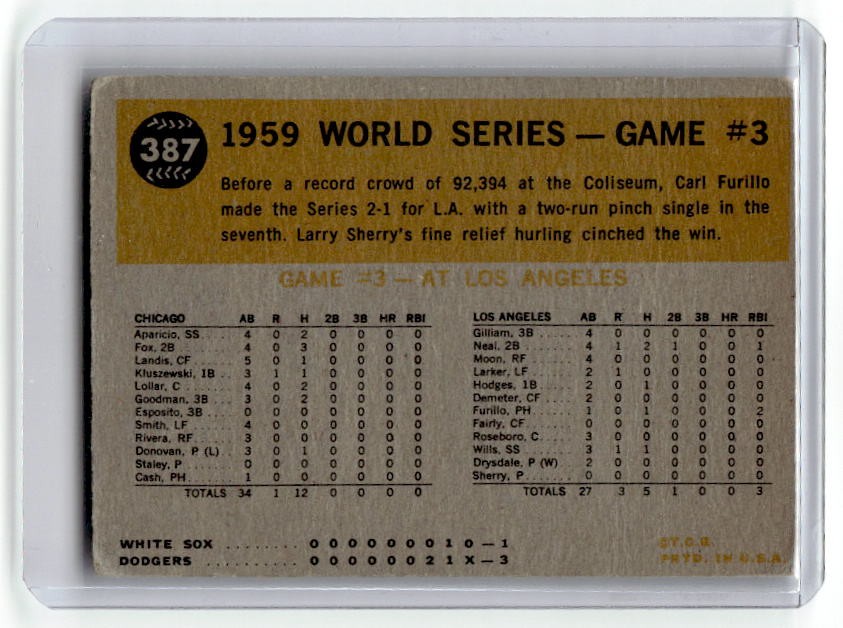 387
1959 WORLD SERIES — GAME #3
Before a record crowd of 92,394 at the Coliseum, Carl Furillo
made the Series 2-1 for L.A. with a two-run pinch single in the
seventh. Larry Sherry's fine relief hurling cinched the win.
GAME #3 — AT LOS ANGELES
CHICAGO AB R H 2B 3B HR RBI
Aparicio, SS.... 4 0 2 0 0 0 0
Fox, 2B ....... 4 0 3 0 0 0 0
Landis, CF ..... 5 0 1 0 0 0 0
Kluszewski, 1B .. 3 1 1 0 0 0 0
Lollar, C ....... 4 0 2 0 0 0 0
Goodman, 3B ... 3 0 2 0 0 0 0
Esposito, 3B .... 0 0 0 0 0 0 0
Smith, LF ...... 4 0 0 0 0 0 0
Rivera, RF...... 3 0 0 0 0 0 0
Donovan, P (L) .. 3 0 1 0 0 0 0
Staley, P ....... 0 0 0 0 0 0 0
Cash, PH....... 1 0 0 0 0 0 0
TOTALS 34 1 12 0 0 0 0
LOS ANGELES AB R H 2B 3B HR RBI
Gilliam, 3B ..... 4 0 0 0 0 0 0
Neal, 2B ....... 4 1 2 1 0 0 1
Moon, RF ...... 4 0 0 0 0 0 0
Larker, LF ...... 2 1 0 0 0 0 0
Hodges, 1B ..... 2 0 1 0 0 0 0
Demeter, CF .... 2 0 0 0 0 0 0
Furillo, PH...... 1 0 1 0 0 0 2
Fairly, CF....... 0 0 0 0 0 0 0
Roseboro, C .... 3 0 0 0 0 0 0
Wills, SS ....... 3 1 1 0 0 0 0
Drysdale, P (W) 2 0 0 0 0 0 0
Sherry, P ....... 0 0 0 0 0 0 0
TOTALS 27 3 5 1 0 0 3
WHITE SOX ........ 0 0 0 0 0 0 0 1 0 — 1
DODGERS .......... 0 0 0 0 0 0 2 1 X — 3
©T.C.G.
PRTD. IN U.S.A.